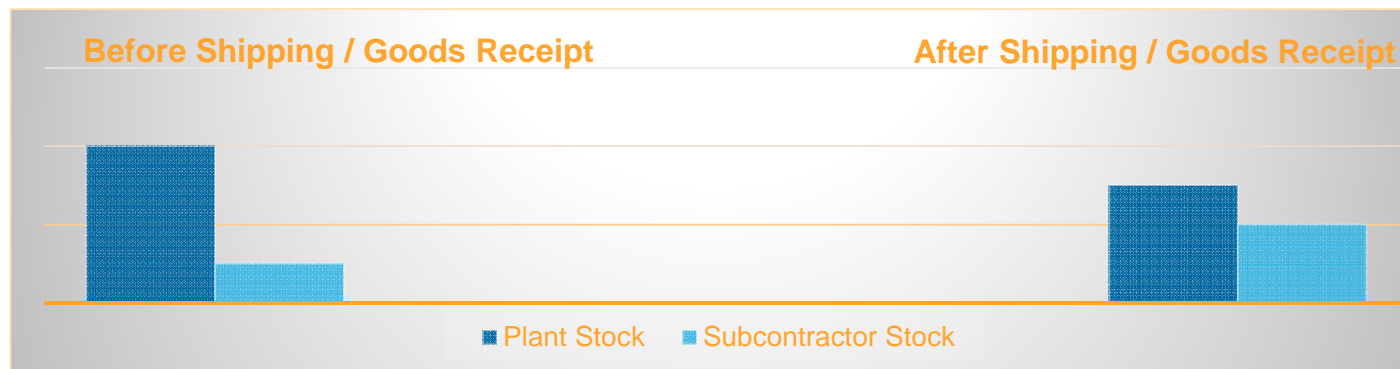 Before Shipping / Goods Receipt
After Shipping / Goods Receipt
Plant Stock
Subcontractor Stock